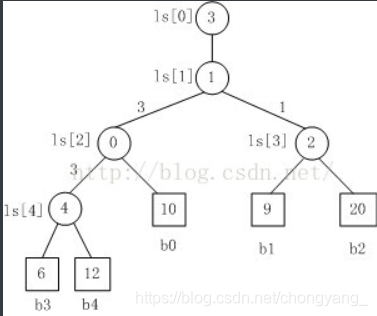 ls[0] 3
ls[1] 1
3 1
ls[2] 0 ls[3] 2
3
http://blog.csdn.net/
ls[4] 4 10 9 20
b0 b1 b2
6 12
b3 b4
https://blog.csdn.net/chongyang_